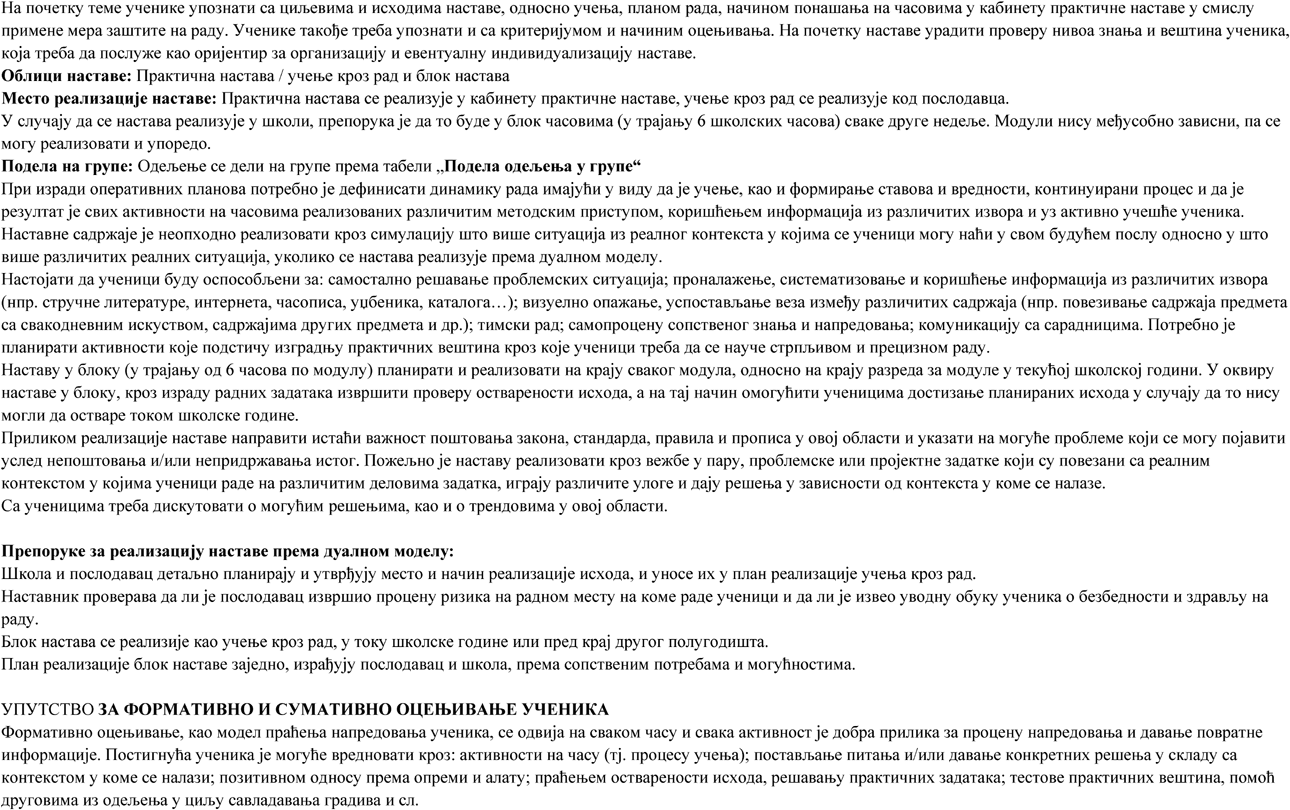 На почетку теме ученике упознати са циљевима и исходима наставе, односно учења, планом рада, начином понашања на часовима у кабинету практичне наставе у смислу
примене мера заштите на раду. Ученике такође треба упознати и са критеријумом и начиним оцењивања. На почетку наставе урадити проверу нивоа знања и вештина ученика,
која треба да послуже као оријентир за организацију и евентуалну индивидуализацију наставе.
Облици наставе: Практична настава / учење кроз рад и блок настава
Место реализације наставе: Практична настава се реализује у кабинету практичне наставе, учење кроз рад се реализује код послодавца.
У случају да се настава реализује у школи, препорука је да то буде у блок часовима (у трајању 6 школских часова) сваке друге недеље. Модули нису међусобно зависни, па се
могу реализовати и упоредо.
Подела на групе: Одељење се дели на групе према табели „Подела одељења у групе“
При изради оперативних планова потребно је дефинисати динамику рада имајући у виду да је учење, као и формирање ставова и вредности, континуирани процес и да је
резултат је свих активности на часовима реализованих различитим методским приступом, коришћењем информација из различитих извора и уз активно учешће ученика.
Наставне садржаје је неопходно реализовати кроз симулацију што више ситуација из реалног контекста у којима се ученици могу наћи у свом будућем послу односно у што
више различитих реалних ситуација, уколико се настава реализује према дуалном моделу.
Настојати да ученици буду оспособљени за: самостално решавање проблемских ситуација; проналажење, систематизовање и коришћење информација из различитих извора
(нпр. стручне литературе, интернета, часописа, уџбеника, каталога…); визуелно опажање, успостављање веза између различитих садржаја (нпр. повезивање садржаја предмета
са свакодневним искуством, садржајима других предмета и др.); тимски рад; самопроцену сопственог знања и напредовања; комуникацију са сарадницима. Потребно је
планирати активности које подстичу изградњу практичних вештина кроз које ученици треба да се науче стрпљивом и прецизном раду.
Наставу у блоку (у трајању од 6 часова по модулу) планирати и реализовати на крају сваког модула, односно на крају разреда за модуле у текућој школској години. У оквиру
наставе у блоку, кроз израду радних задатака извршити проверу остварености исхода, а на тај начин омогућити ученицима достизање планираних исхода у случају да то нису
могли да остваре током школске године.
Приликом реализације наставе направити истаћи важност поштовања закона, стандарда, правила и прописа у овој области и указати на могуће проблеме који се могу појавити
услед непоштовања и/или непридржавања истог. Пожељно је наставу реализовати кроз вежбе у пару, проблемске или пројектне задатке који су повезани са реалним
контекстом у којима ученици раде на различитим деловима задатка, играју различите улоге и дају решења у зависности од контекста у коме се налазе.
Са ученицима треба дискутовати о могућим решењима, као и о трендовима у овој области.
Препоруке за реализацију наставе према дуалном моделу:
Школа и послодавац детаљно планирају и утврђују место и начин реализације исхода, и уносе их у план реализације учења кроз рад.
Наставник проверава да ли је послодавац извршио процену ризика на радном месту на коме раде ученици и да ли је извео уводну обуку ученика о безбедности и здрављу на
раду.
Блок настава се реализије као учење кроз рад, у току школске године или пред крај другог полугодишта.
План реализације блок наставе заједно, израђују послодавац и школа, према сопственим потребама и могућностима.
УПУТСТВО ЗА ФОРМАТИВНО И СУМАТИВНО ОЦЕЊИВАЊЕ УЧЕНИКА
Формативно оцењивање, као модел праћења напредовања ученика, се одвија на сваком часу и свака активност је добра прилика за процену напредовања и давање повратне
информације. Постигнућа ученика је могуће вредновати кроз: активности на часу (тј. процесу учења); постављање питања и/или давање конкретних решења у складу са
контекстом у коме се налази; позитивном односу према опреми и алату; праћењем остварености исхода, решавању практичних задатака; тестове практичних вештина, помоћ
друговима из одељења у циљу савладавања градива и сл.